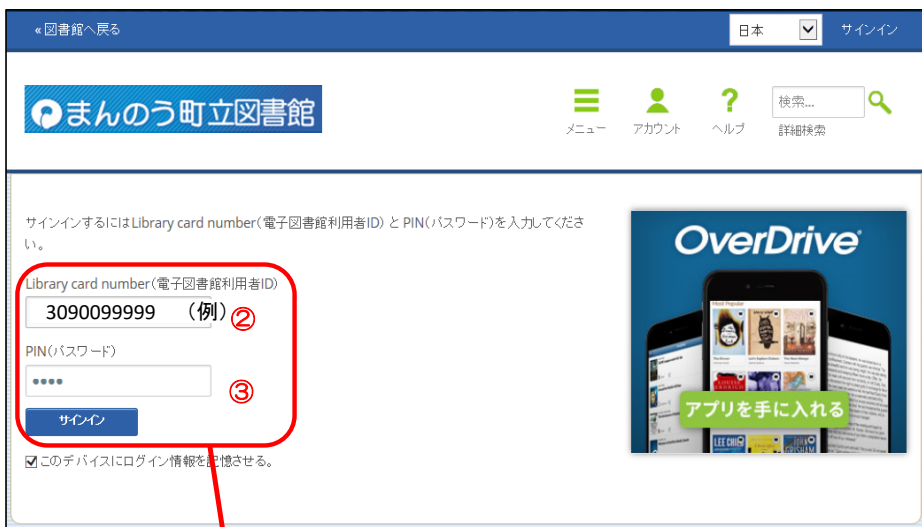 «図書館へ戻る
日本
サインイン
まんのう町立図書館
メニュー
アカウント
?
ヘルプ
検索...
詳細検索
サインインするにはLibrary card number(電子図書館利用者ID) と PIN(パスワード)を入力してくださ
い。
Library card number(電子図書館利用者ID)
3090099999 (例)②
PIN(パスワード)
●●●●
③
サインイン
このデバイスにログイン情報を記憶させる。
OverDrive
Most Popular
アプリを手に入れる
LEE CHILD
JOHN GRISHAM